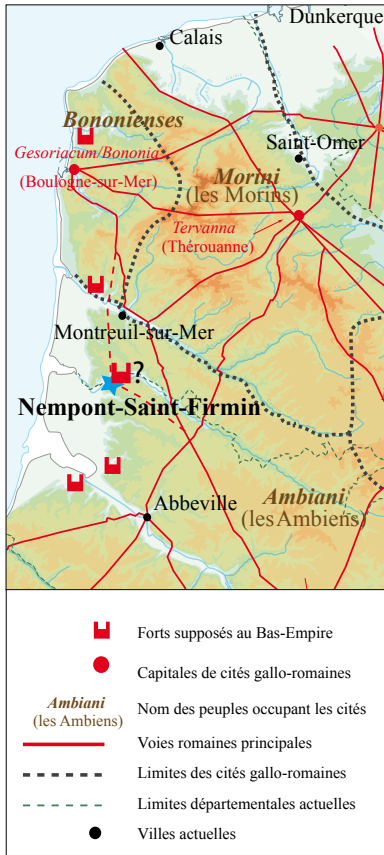 Dunkerque
Calais
Bononienses
Gesoriacum/Bononia
(Boulogne-sur-Mer)
Saint-Omer
Morini
(les Morins)
Tervanna
(Thérouanne)
Montreuil-sur-Mer
?
Nempont-Saint-Firmin
Ambiani
(les Ambiens)
Abbeville
Forts supposés au Bas-Empire
Capitales de cités gallo-romaines
Ambiani
(les Ambiens)
Nom des peuples occupant les cités
Voies romaines principales
Limites des cités gallo-romaines
Limites départementales actuelles
Villes actuelles